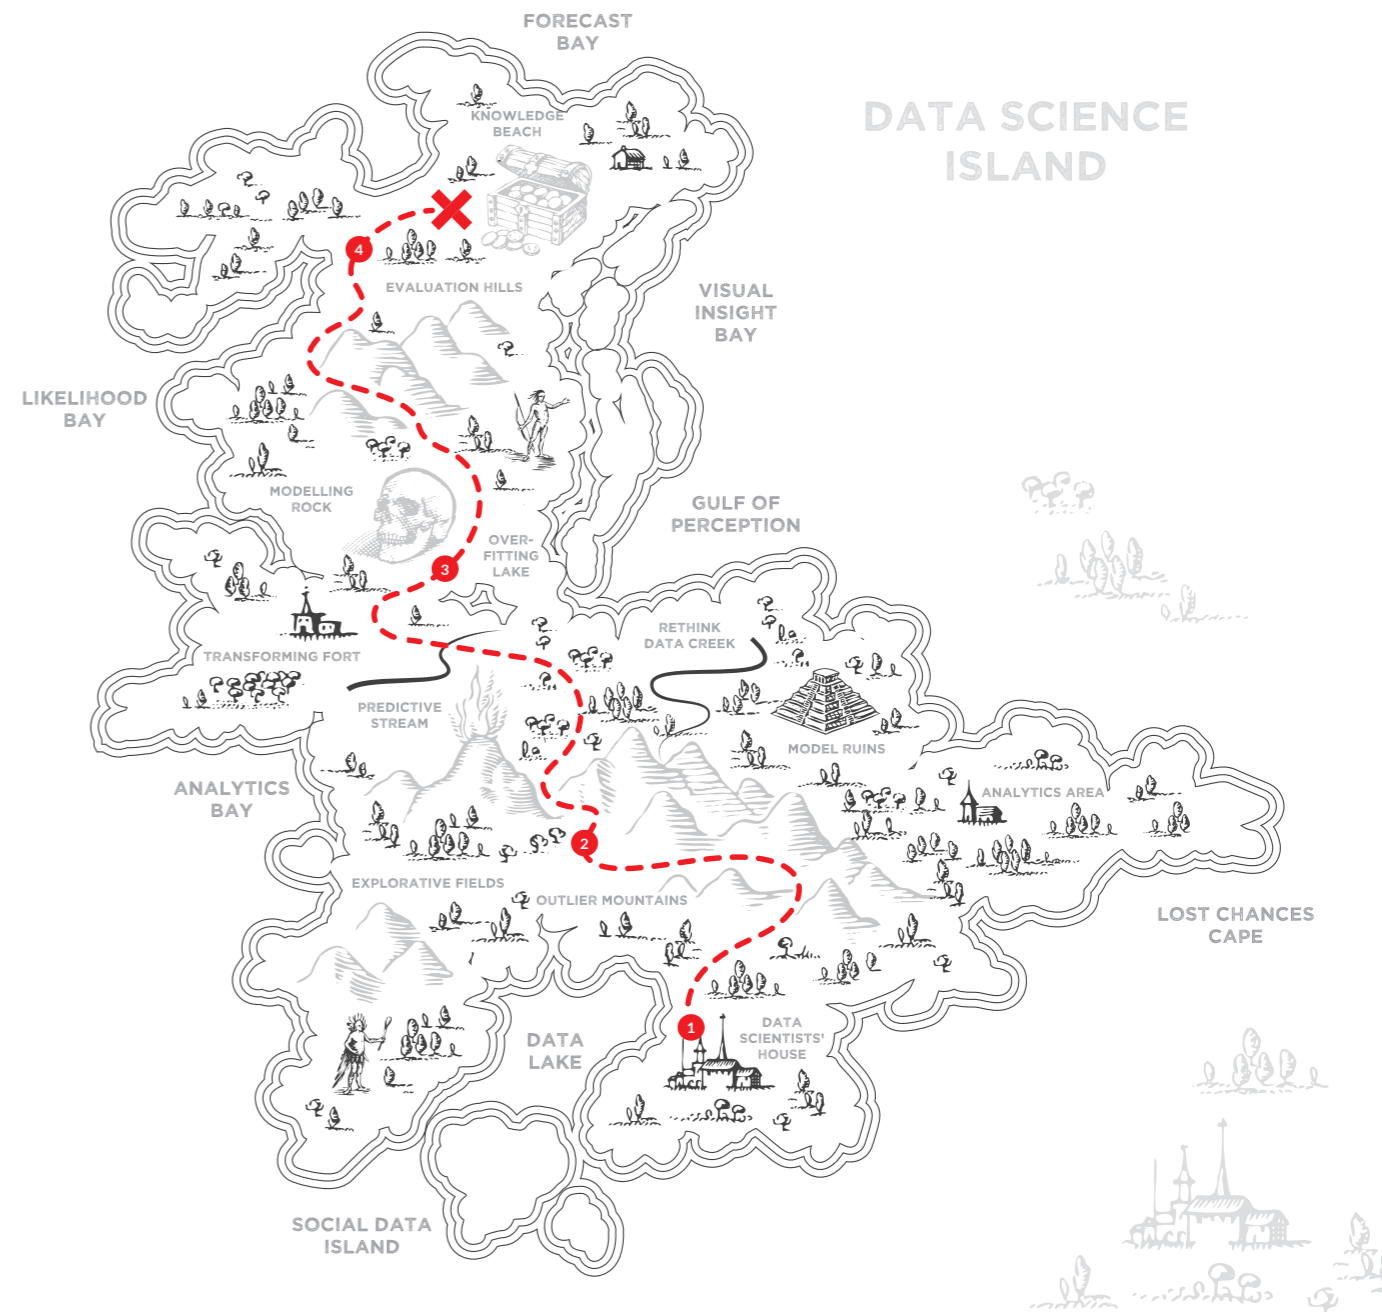 FORECAST
BAY
DATA SCIENCE
ISLAND
KNOWLEDGE
BEACH
4
EVALUATION HILLS
VISUAL
INSIGHT
BAY
LIKELIHOOD
BAY
MODELLING
ROCK
GULF OF
PERCEPTION
OVER-
FITTING
LAKE
3
RETHINK
DATA CREEK
TRANSFORMING FORT
PREDICTIVE
STREAM
MODEL RUINS
ANALYTICS
BAY
ANALYTICS AREA
2
EXPLORATIVE FIELDS
OUTLIER MOUNTAINS
LOST CHANCES
CAPE
DATA
LAKE
1
DATA
SCIENTISTS'
HOUSE
SOCIAL DATA
ISLAND